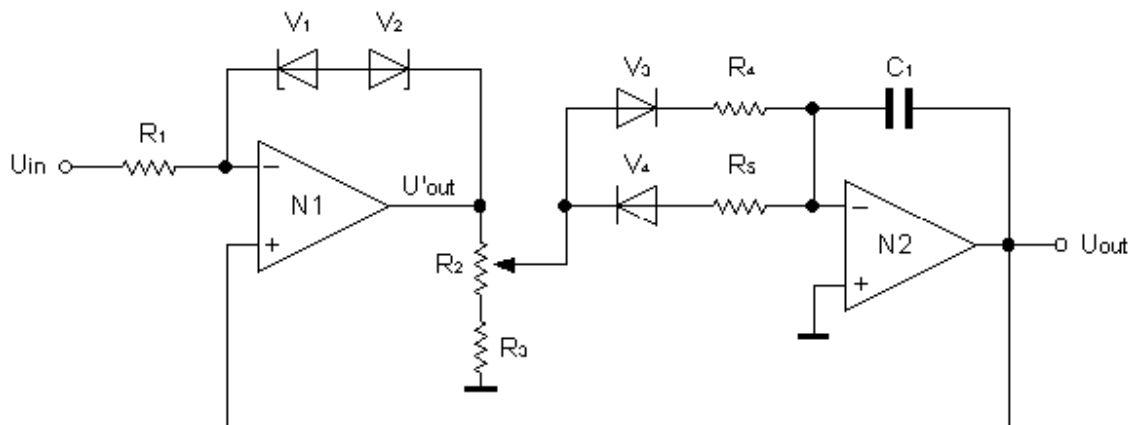 V1 V2
V3 R4 C1
R1
Uin
−
N1
+
U'out
V4 R5
−
N2
+
Uout
R2
R3